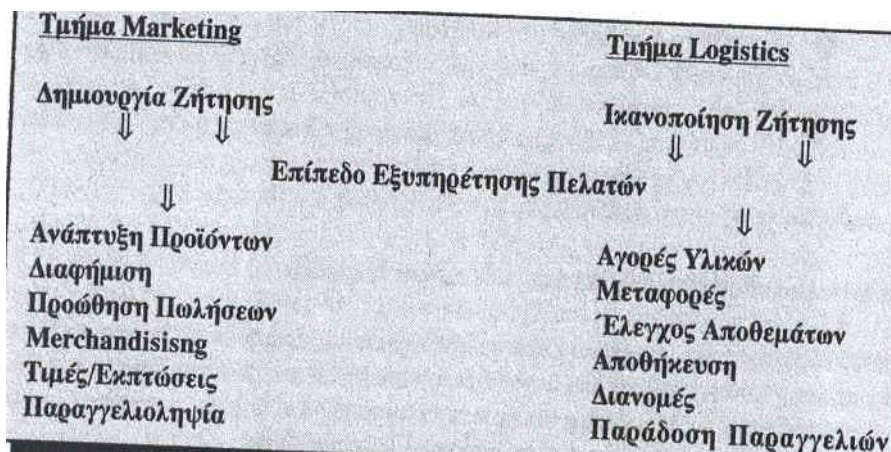 Τμήμα Marketing
Δημιουργία Ζήτησης
⇓ ⇓
Τμήμα Logistics
Ικανοποίηση Ζήτησης
⇓ ⇓
Επίπεδο Εξυπηρέτησης Πελατών
⇓
Ανάπτυξη Προϊόντων
Διαφήμιση
Προώθηση Πωλήσεων
Merchandisisng
Τιμές/Εκπτώσεις
Παραγγελιοληψία
⇓
Αγορές Υλικών
Μεταφορές
Έλεγχος Αποθεμάτων
Αποθήκευση
Διανομές
Παράδοση Παραγγελιών